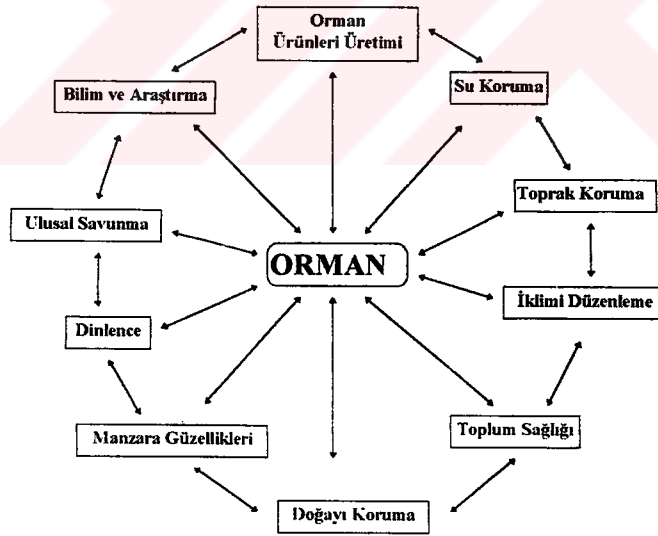 Orman
Ürünleri Üretimi
Bilim ve Araştırma
Su Koruma
Ulusal Savunma
Toprak Koruma
ORMAN
İklimi Düzenleme
Dinlence
Manzara Güzellikleri
Toplum Sağlığı
Doğayı Koruma